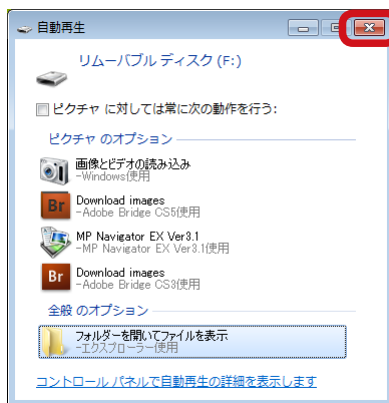 自動再生
リムーバブル ディスク (F:)
ピクチャ に対しては常に次の動作を行う:
ピクチャ のオプション
画像とビデオの読み込み
-Windows使用
Br
Download images
-Adobe Bridge CS5使用
MP Navigator EX Ver3.1
-MP Navigator EX Ver3.1使用
Br
Download images
-Adobe Bridge CS3使用
全般 のオプション
フォルダーを開いてファイルを表示
-エクスプローラー使用
コントロール パネルで自動再生の詳細を表示します